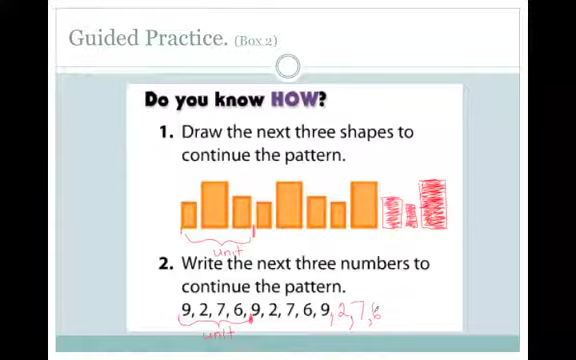 Guided Practice. (Box 2)
Do you know HOW?
1. Draw the next three shapes to
continue the pattern.
unit
2. Write the next three numbers to
continue the pattern.
9, 2, 7, 6, 9, 2, 7, 6, 9, 2, 7, 6
unit